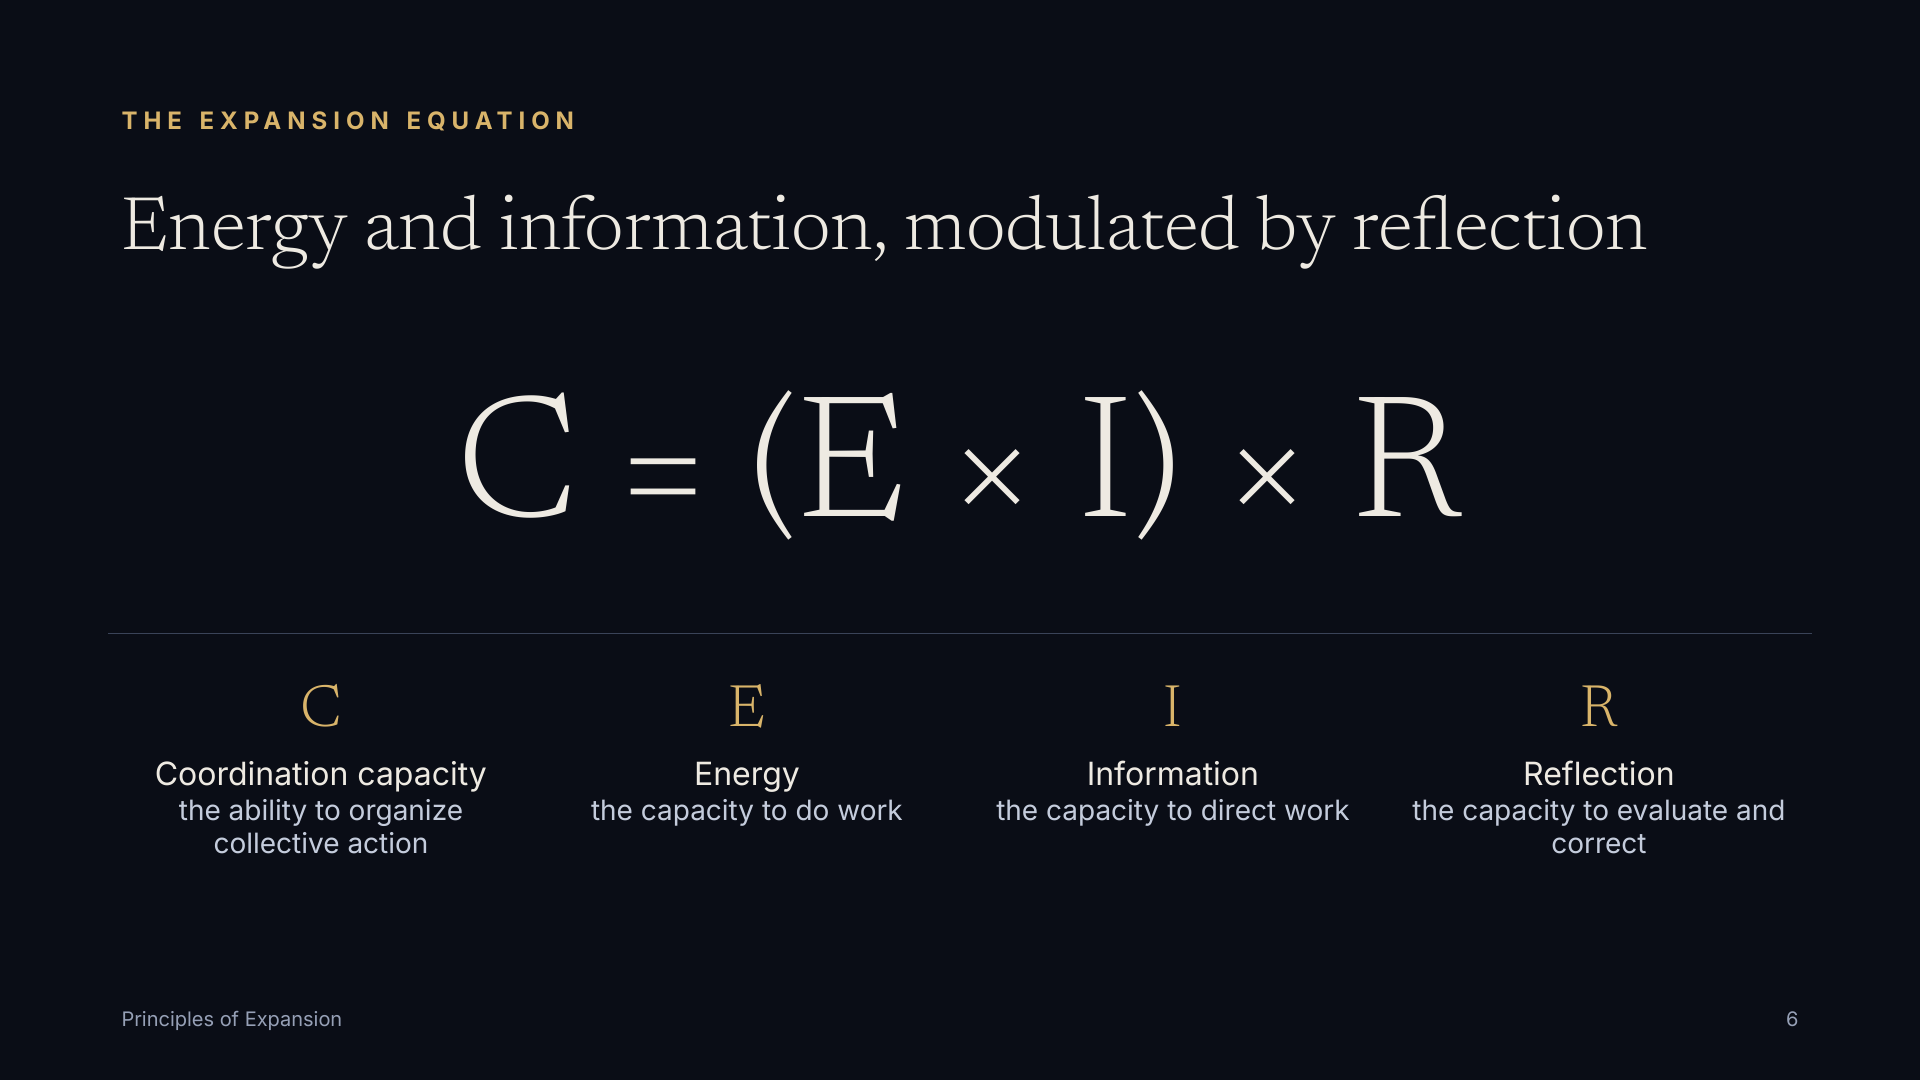 THE EXPANSION EQUATION
Energy and information, modulated by reflection
C = (E × I) × R
C
Coordination capacity
the ability to organize
collective action
E
Energy
the capacity to do work
I
Information
the capacity to direct work
R
Reflection
the capacity to evaluate and
correct
Principles of Expansion
6